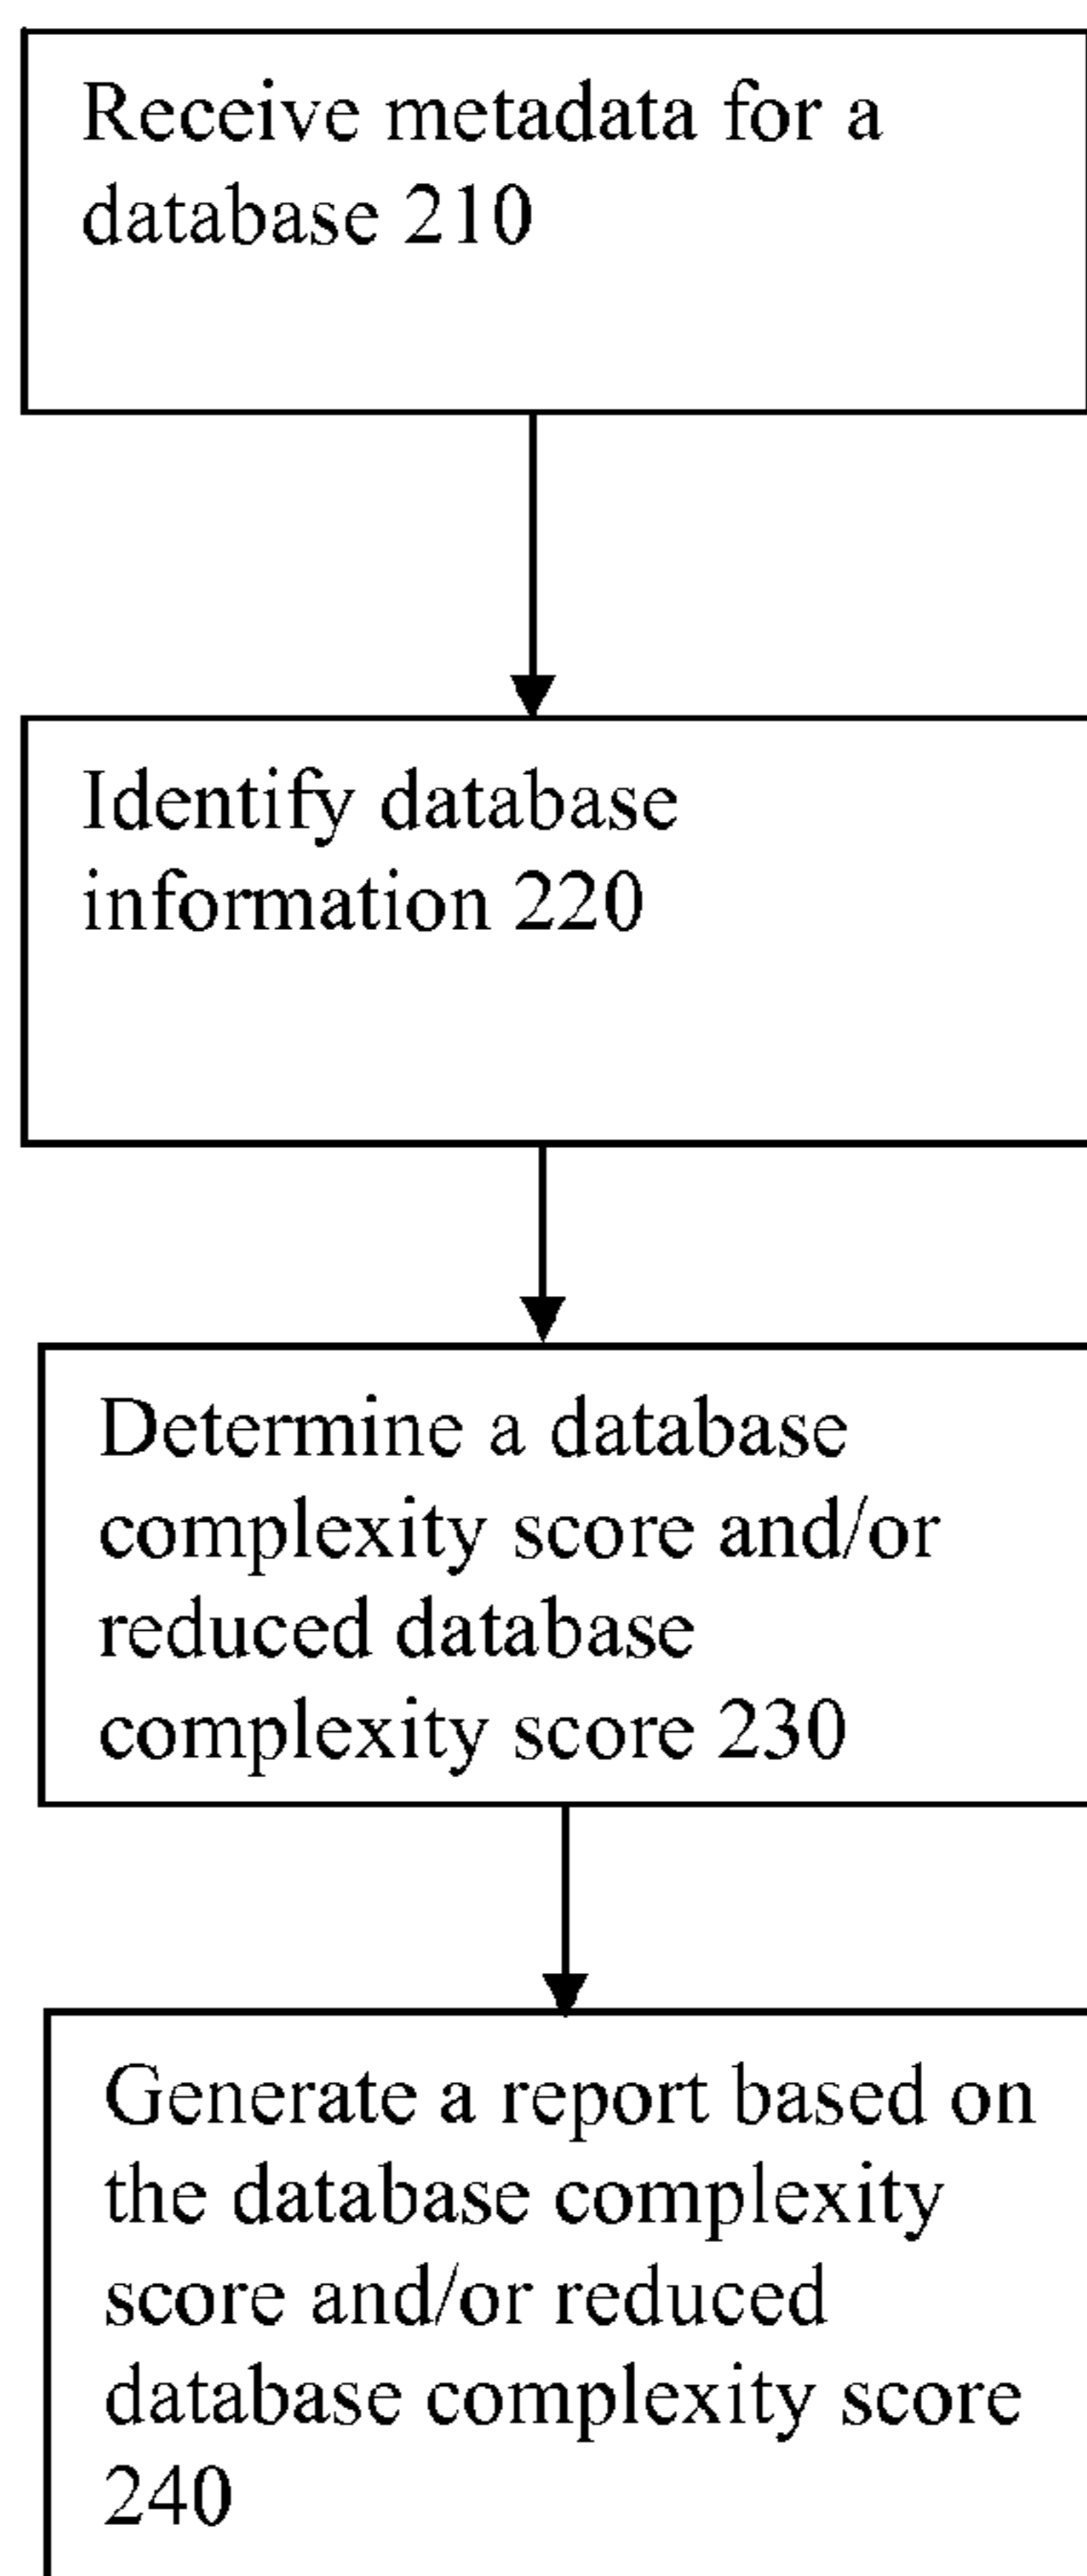 Receive metadata for a
database 210
Identify database
information 220
Determine a database
complexity score and/or
reduced database
complexity score 230
Generate a report based on
the database complexity
score and/or reduced
database complexity score
240